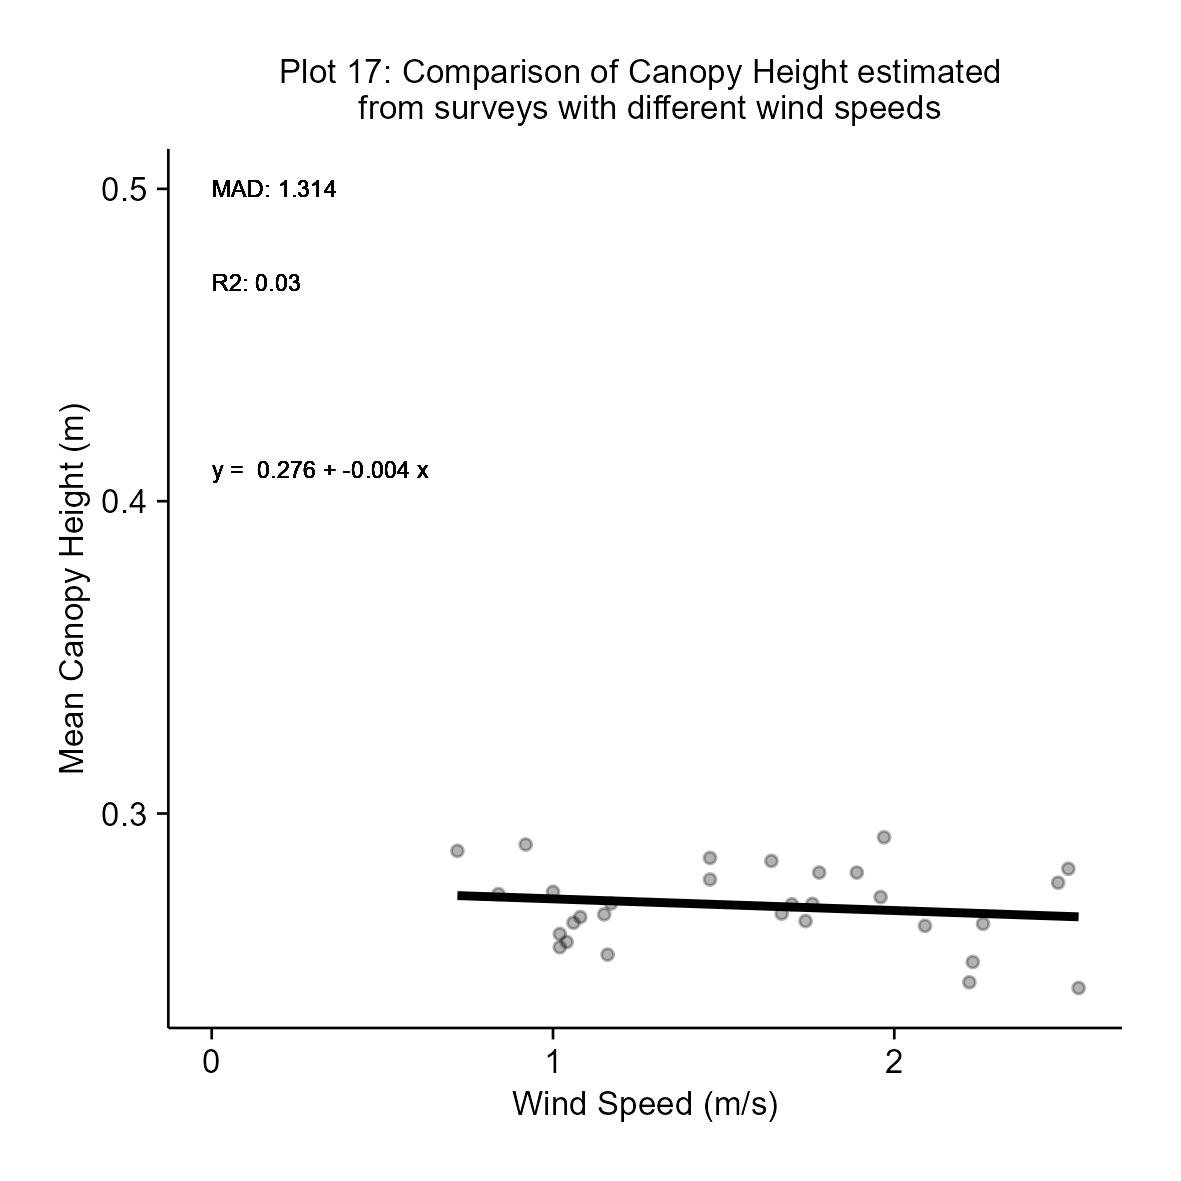 Plot 17: Comparison of Canopy Height estimated
from surveys with different wind speeds
0.5
MAD: 1.314
R2: 0.03
y =  0.276 + -0.004 x
0.4
0.3
Mean Canopy Height (m)
0
1
2
Wind Speed (m/s)